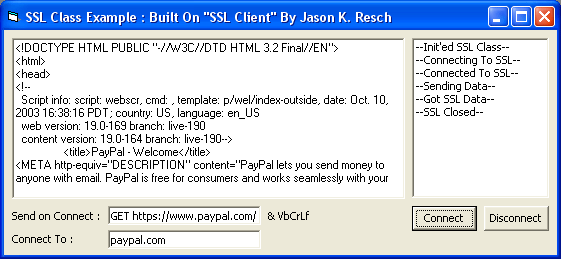 SSL Class Example : Built On "SSL Client" By Jason K. Resch
<!DOCTYPE HTML PUBLIC "-//W3C//DTD HTML 3.2 Final//EN">
<html>
<head>
<!--
Script info: script: webscr, cmd: , template: p/wel/index-outside, date: Oct. 10,
2003 16:38:16 PDT; country: US, language: en_US
web version: 19.0-169 branch: live-190
content version: 19.0-164 branch: live-190-->
<title>PayPal - Welcome</title>
<META http-equiv="DESCRIPTION" content="PayPal lets you send money to
anyone with email. PayPal is free for consumers and works seamlessly with your
--Init'ed SSL Class--
--Connecting To SSL--
--Connected To SSL--
--Sending Data--
--Got SSL Data--
--SSL Closed--
Send on Connect : GET https://www.paypal.com/ & VbCrLf
Connect Disconnect
Connect To : paypal.com